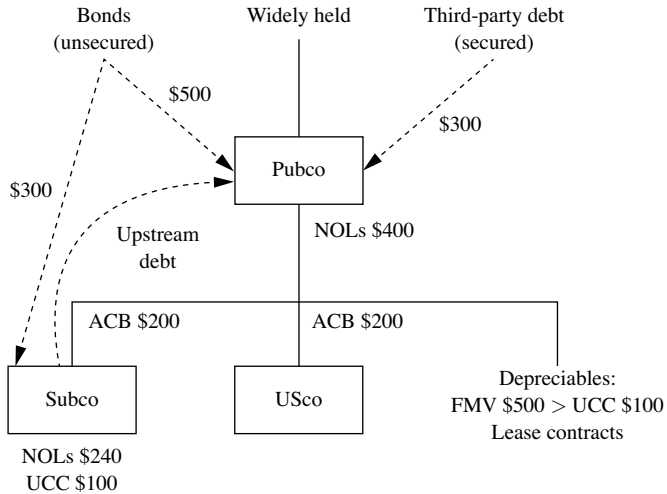 Bonds
(unsecured)
Widely held
Third-party debt
(secured)
$500
$300
$300
Pubco
Upstream
debt
NOLs $400
ACB $200
ACB $200
Subco
USco
Depreciables:
FMV $500 > UCC $100
Lease contracts
NOLs $240
UCC $100